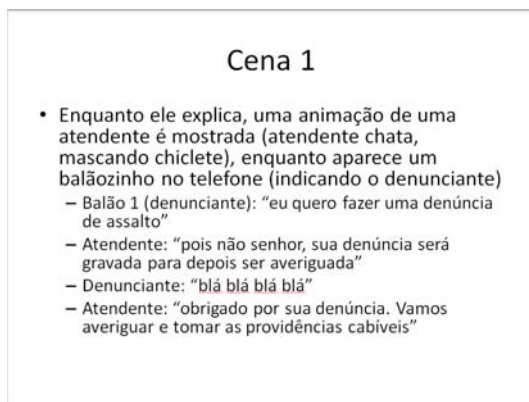 Cena 1
• Enquanto ele explica, uma animação de uma
atendente é mostrada (atendente chata,
mascando chiclete), enquanto aparece um
balãozinho no telefone (indicando o denunciante)
– Balão 1 (denunciante): “eu quero fazer uma denúncia
de assalto”
– Atendente: “pois não senhor, sua denúncia será
gravada para depois ser averiguada”
– Denunciante: “blá blá blá blá”
– Atendente: “obrigado por sua denúncia. Vamos
averiguar e tomar as providências cabíveis”